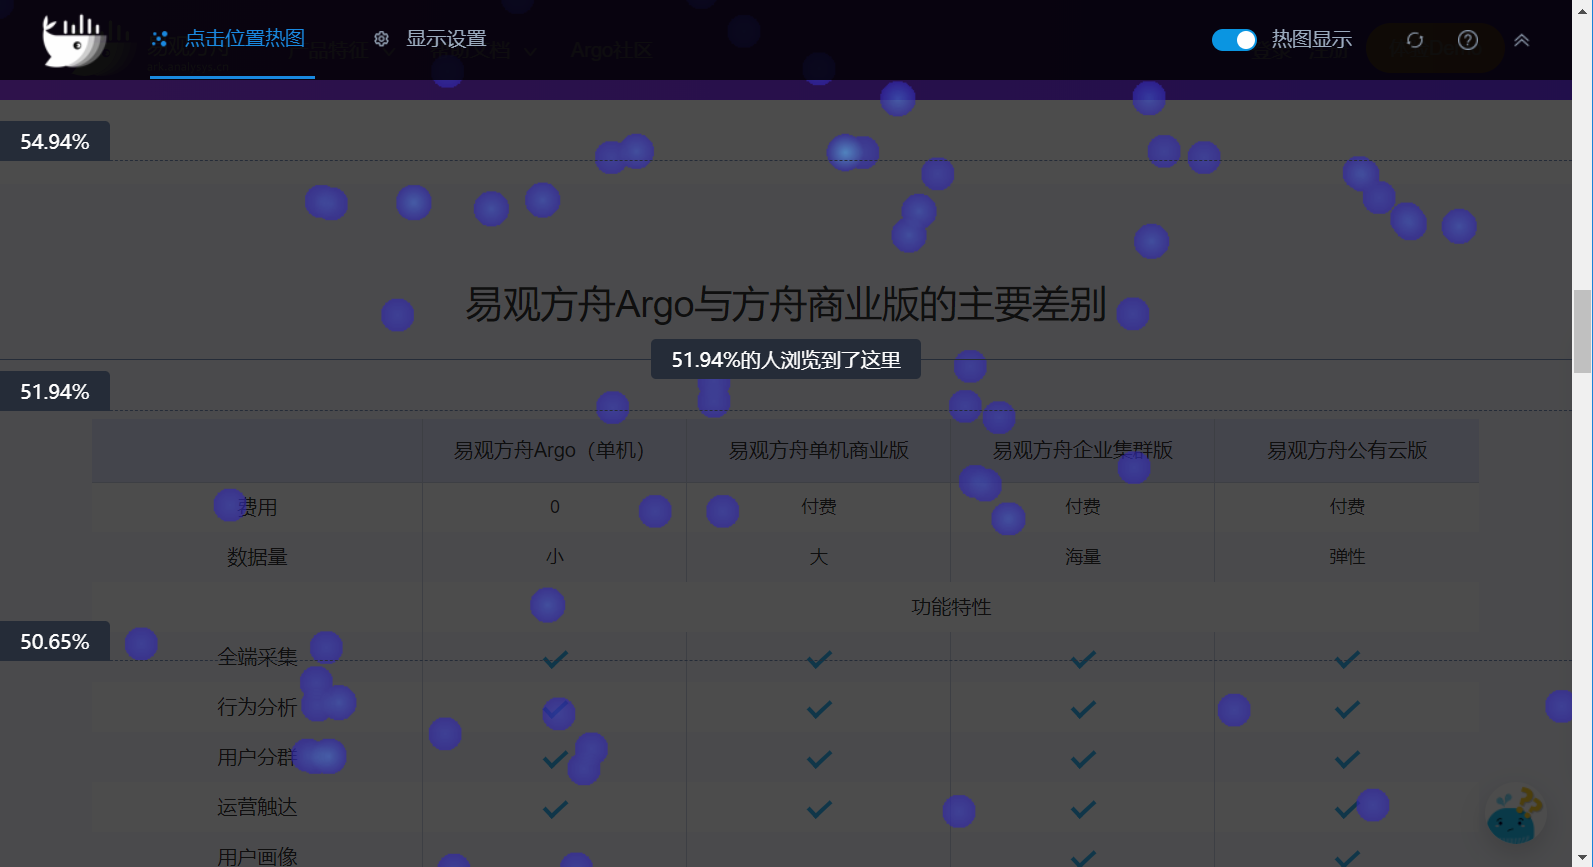 点击位置热图
显示设置
热图显示
Argo社区
54.94%
易观方舟Argo与方舟商业版的主要差别
51.94%的人浏览到了这里
51.94%
易观方舟Argo（单机） 易观方舟单机商业版 易观方舟企业集群版 易观方舟公有云版
费用 0 付费 付费 付费
数据量 小 大 海量 弹性
功能特性
50.65%
全端采集
行为分析
用户分群
运营触达
用户画像